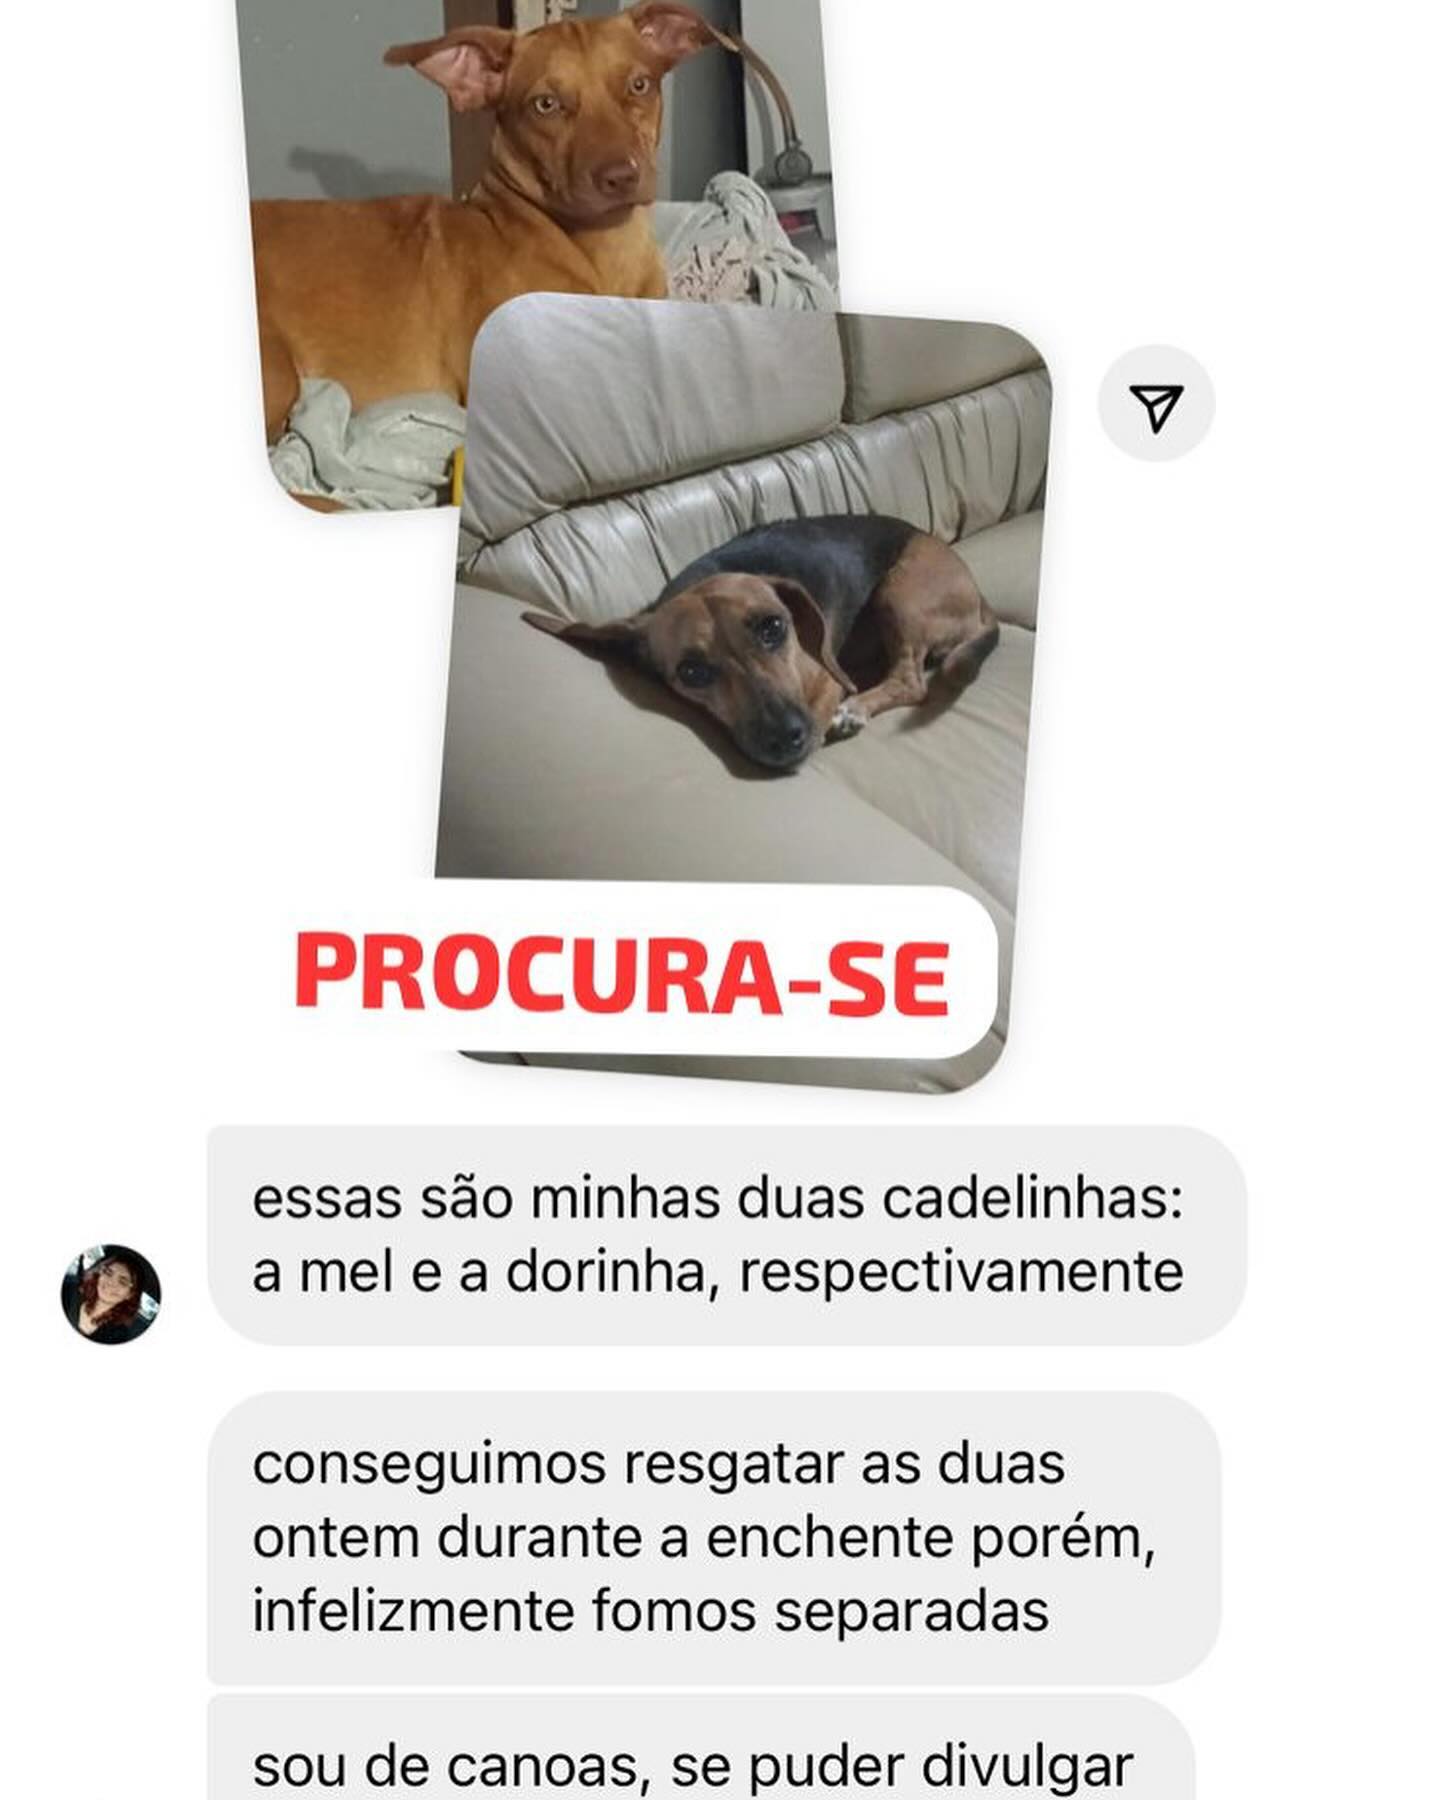 PROCURA-SE
essas são minhas duas cadelinhas:
a mel e a dorinha, respectivamente
conseguimos resgatar as duas
ontem durante a enchente porém,
infelizmente fomos separadas
sou de canoas, se puder divulgar